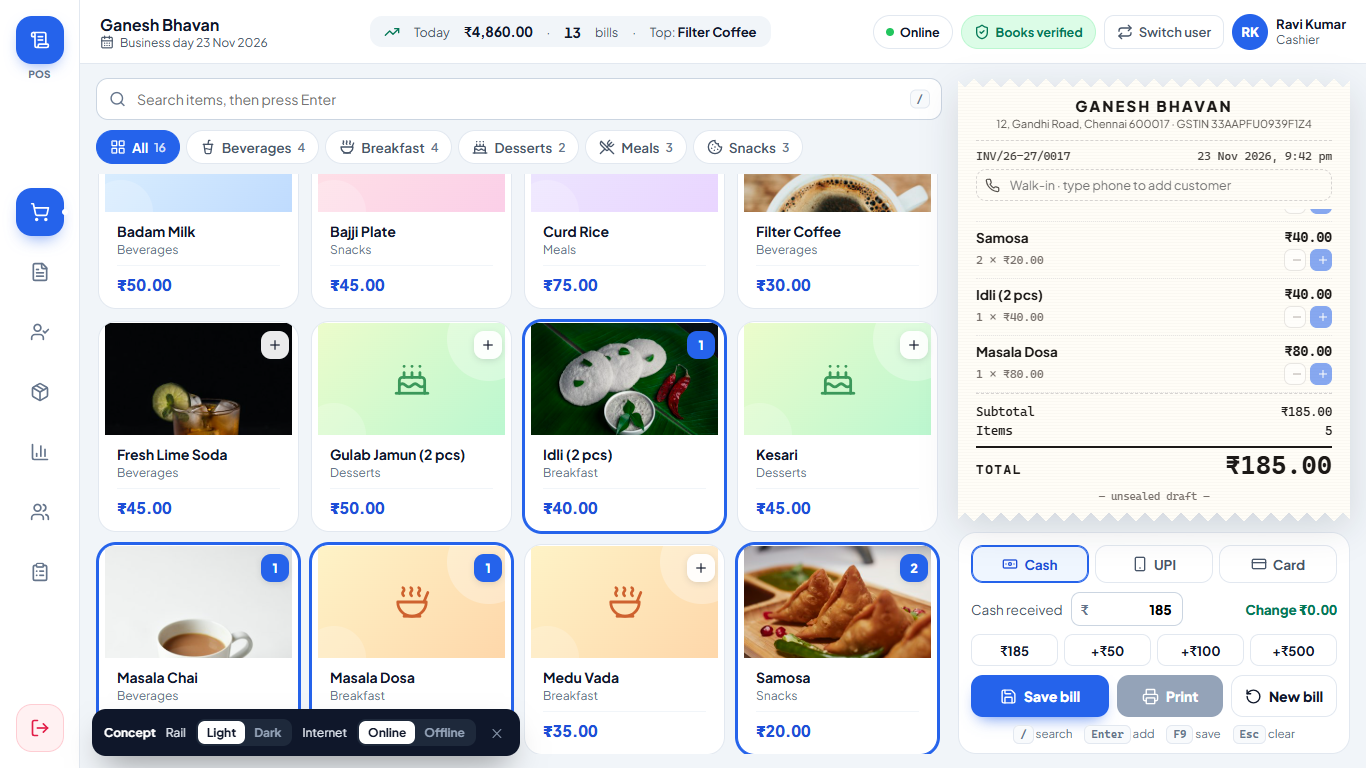 POS
Ganesh Bhavan
Business day 23 Nov 2026
Today ₹4,860.00 · 13 bills · Top: Filter Coffee
Online
Books verified
Switch user
RK
Ravi Kumar
Cashier
Search items, then press Enter
/
All 16
Beverages 4
Breakfast 4
Desserts 2
Meals 3
Snacks 3
Badam Milk
Beverages
₹50.00
Bajji Plate
Snacks
₹45.00
Curd Rice
Meals
₹75.00
Filter Coffee
Beverages
₹30.00
+
Fresh Lime Soda
Beverages
₹45.00
+
Gulab Jamun (2 pcs)
Desserts
₹50.00
1
Idli (2 pcs)
Breakfast
₹40.00
+
Kesari
Desserts
₹45.00
1
Masala Chai
Beverages
1
Masala Dosa
Breakfast
+
Medu Vada
Breakfast
₹35.00
2
Samosa
Snacks
₹20.00
Concept Rail Light Dark Internet Online Offline
GANESH BHAVAN
12, Gandhi Road, Chennai 600017 · GSTIN 33AAPFU0939F1Z4
INV/26-27/0017 23 Nov 2026, 9:42 pm
Walk-in · type phone to add customer
Samosa ₹40.00
2 × ₹20.00 − +
Idli (2 pcs) ₹40.00
1 × ₹40.00 − +
Masala Dosa ₹80.00
1 × ₹80.00 − +
Subtotal ₹185.00
Items 5
TOTAL ₹185.00
— unsealed draft —
Cash
UPI
Card
Cash received ₹ 185 Change ₹0.00
₹185 +₹50 +₹100 +₹500
Save bill
Print
New bill
/ search Enter add F9 save Esc clear